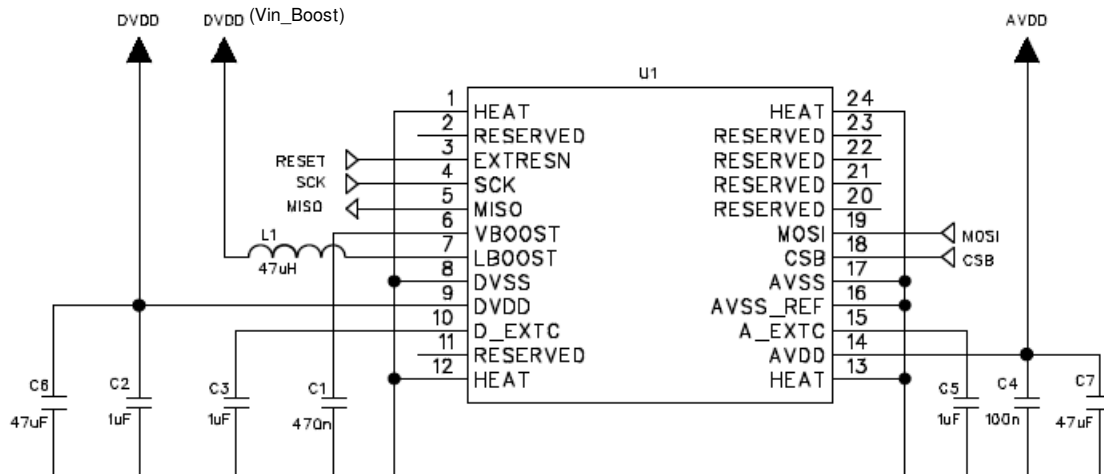 DVDD DVDD (Vin_Boost) AVDD
U1
1 HEAT HEAT 24
2 RESERVED RESERVED 23
RESET 3 EXTRESN RESERVED 22
SCK 4 SCK RESERVED 21
MISO 5 MISO RESERVED 20
6 VBOOST MOSI 19 MOSI
L1 47uH 7 LBOOST CSB 18 CSB
8 DVSS AVSS 17
9 DVDD AVSS_REF 16
10 D_EXTC A_EXTC 15
11 RESERVED AVDD 14
12 HEAT HEAT 13
C6 C2 C3 C1 C5 C4 C7
47uF 1uF 1uF 470n 1uF 100n 47uF